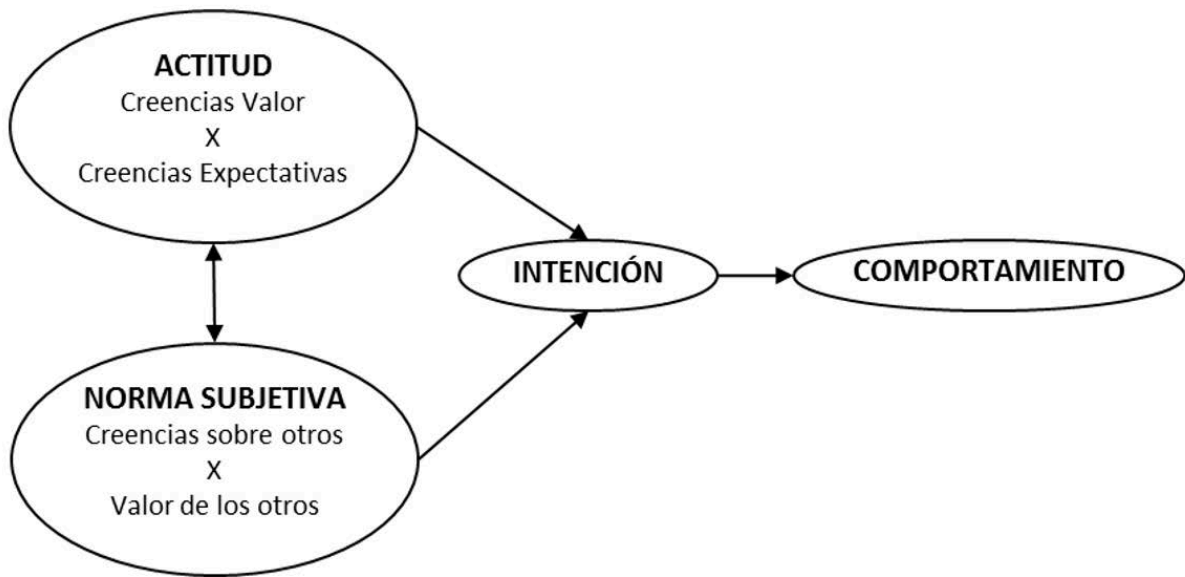 ACTITUD
Creencias Valor
X
Creencias Expectativas
INTENCIÓN
COMPORTAMIENTO
NORMA SUBJETIVA
Creencias sobre otros
X
Valor de los otros